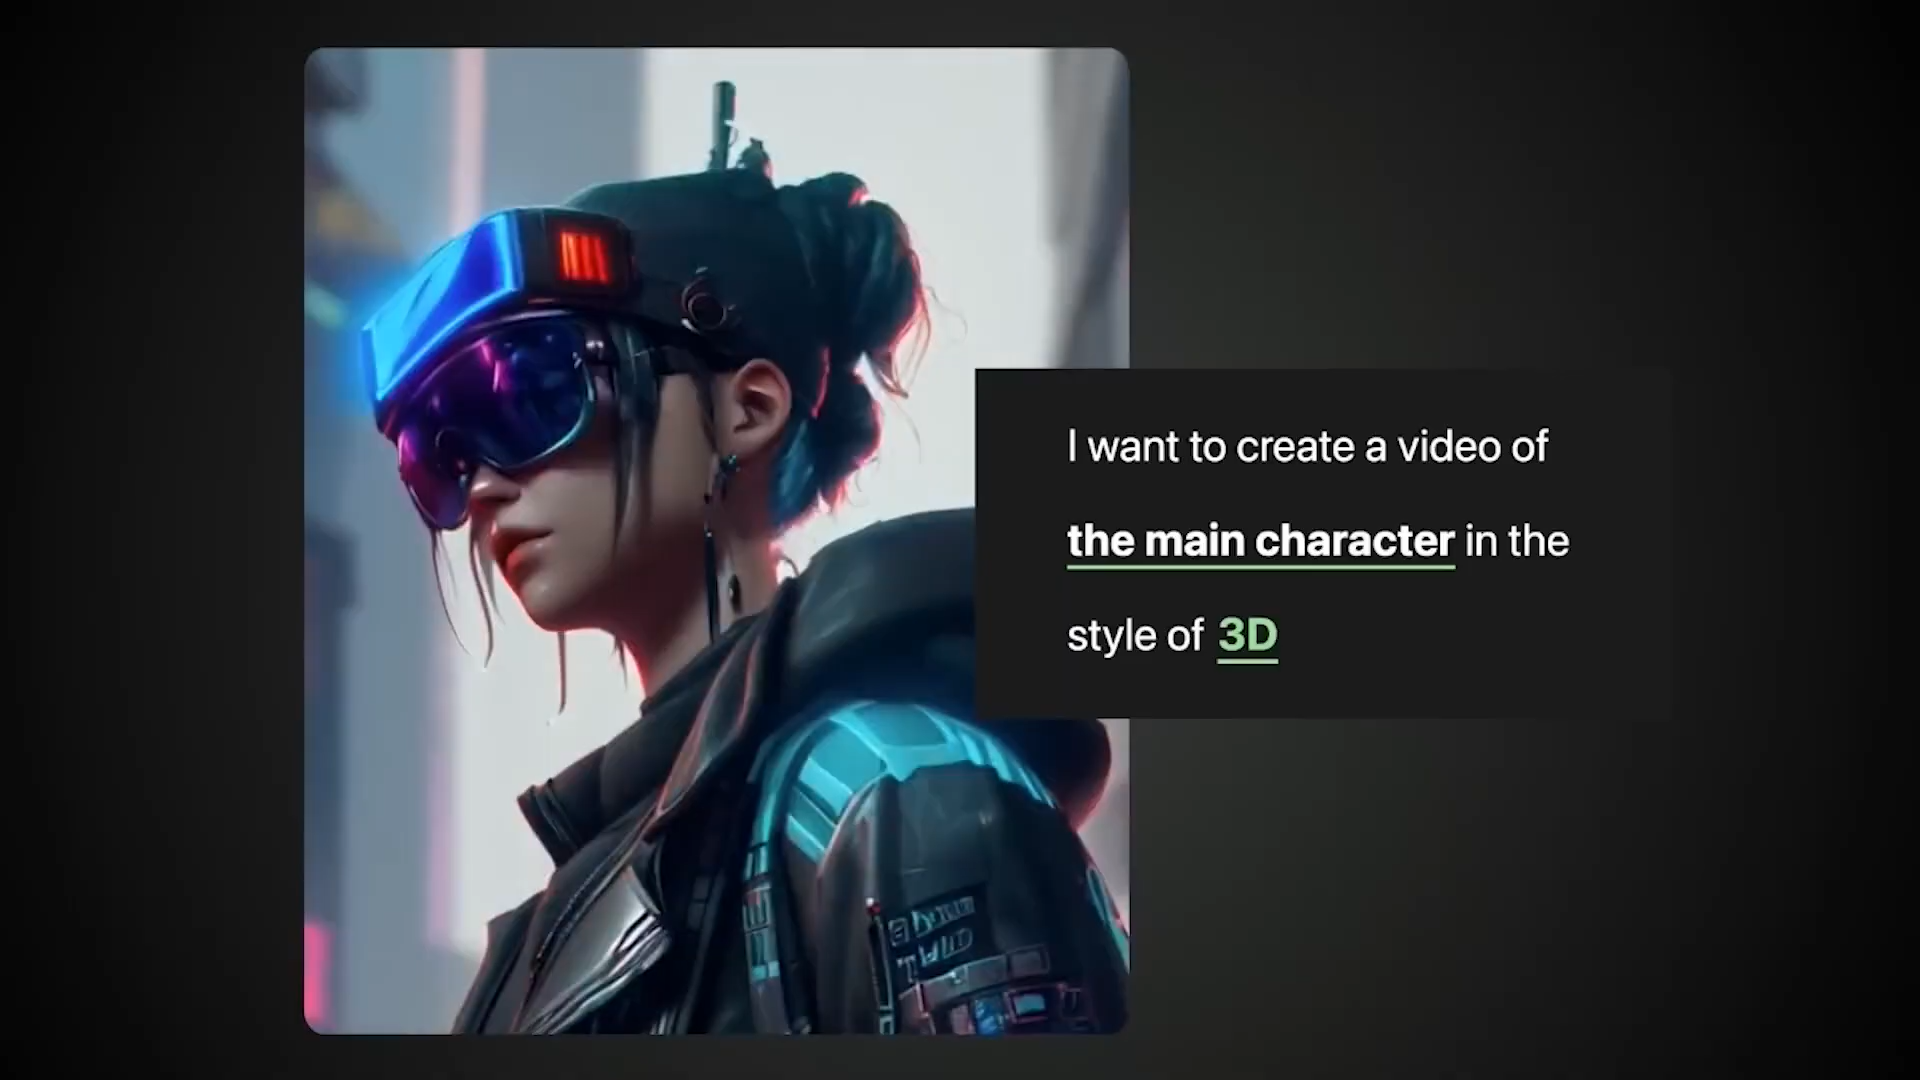 I want to create a video of
the main character in the
style of 3D